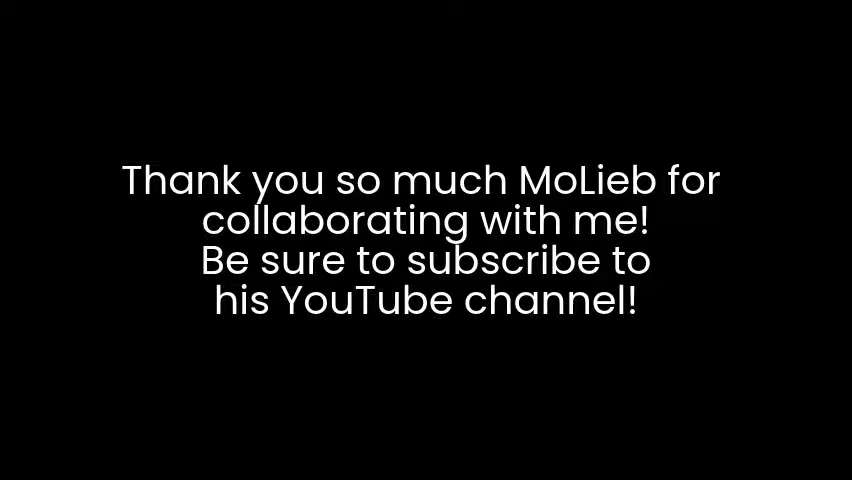 Thank you so much MoLieb for
collaborating with me!
Be sure to subscribe to
his YouTube channel!